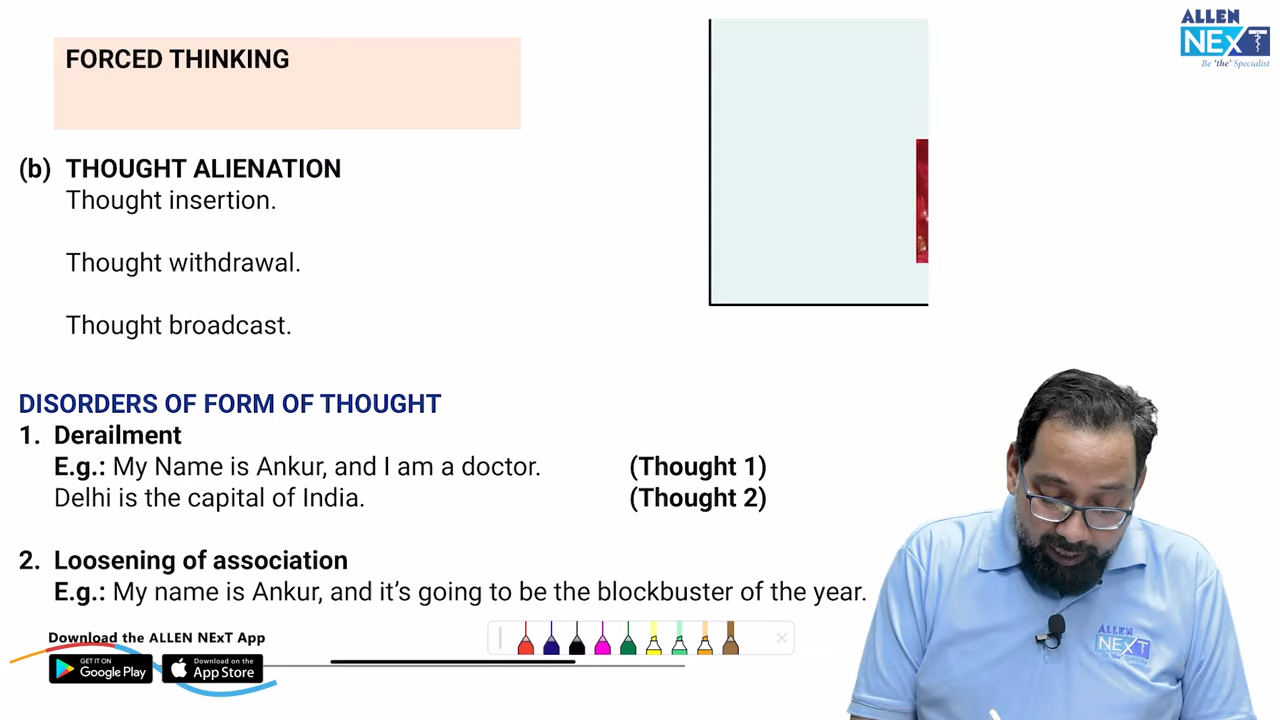 ALLEN
NExT
Be 'the' Specialist
FORCED THINKING
(b) THOUGHT ALIENATION
Thought insertion.
Thought withdrawal.
Thought broadcast.
DISORDERS OF FORM OF THOUGHT
1. Derailment
E.g.: My Name is Ankur, and I am a doctor. (Thought 1)
Delhi is the capital of India. (Thought 2)
2. Loosening of association
E.g.: My name is Ankur, and it's going to be the blockbuster of the year.
Download the ALLEN NExT App
GET IT ON
Google Play
Download on the
App Store
ALLEN
NEXT
Be 'the' Specialist